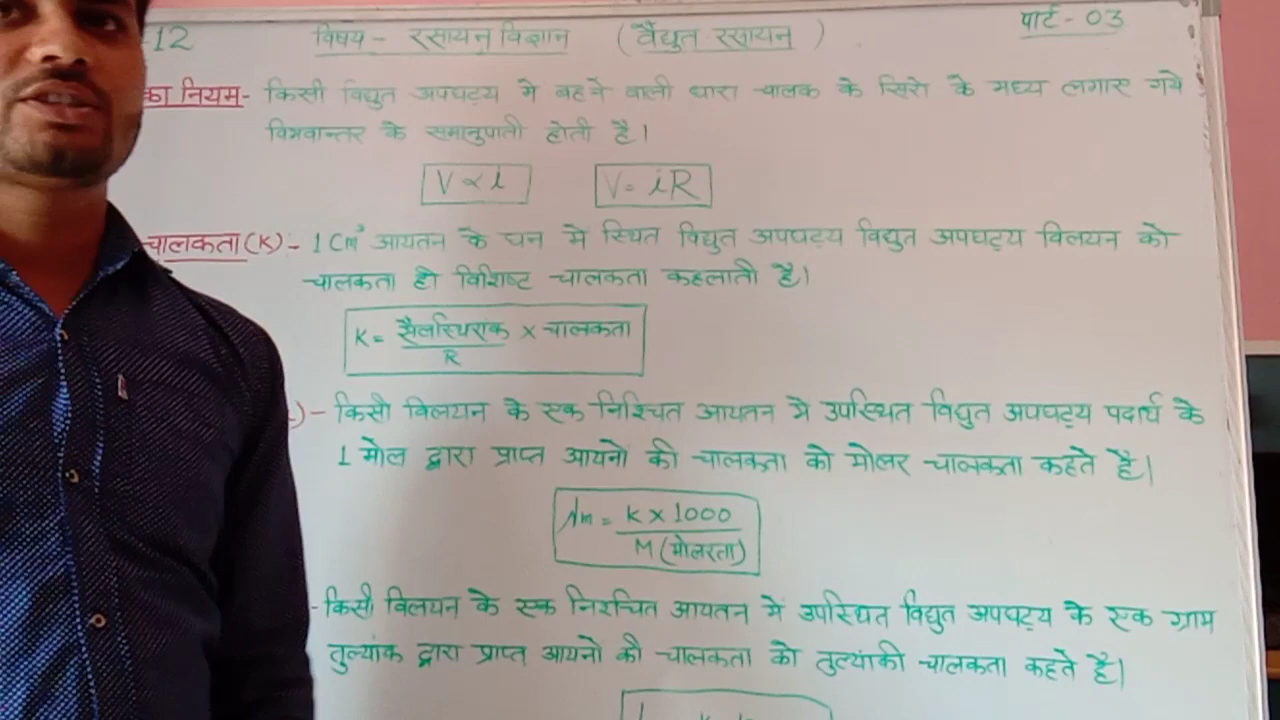 -12 विषय - रसायन विज्ञान (वैद्युत रसायन) पार्ट - 03
का नियम- किसी विद्युत अपघट्य मे बहने वाली धारा चालक के सिरो के मध्य लगाए गये
विभवान्तर के समानुपाती होती है।
V ∝ i V = iR
चालकता (K) - 1 Cm³ आयतन के घन मे स्थित विद्युत अपघट्य विद्युत अपघट्य विलयन की
चालकता ही विशिष्ट चालकता कहलाती है।
K = सैलस्थिरांक × चालकता
R
) - किसी विलयन के एक निश्चित आयतन मे उपस्थित विद्युत अपघट्य पदार्थ के
1 मोल द्वारा प्राप्त आयनो की चालकता को मोलर चालकता कहते है।
Λm = K × 1000
M (मोलरता)
- किसी विलयन के एक निश्चित आयतन में उपस्थित विद्युत अपघट्य के एक ग्राम
तुल्यांक द्वारा प्राप्त आयनो की चालकता को तुल्यांकी चालकता कहते है।